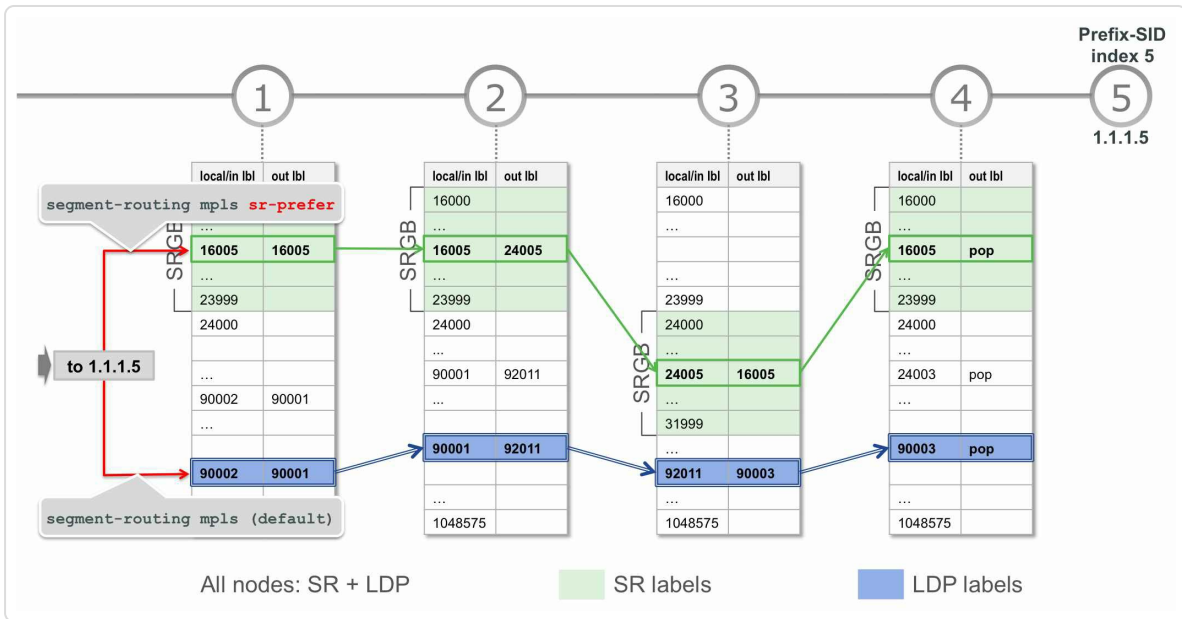 Prefix-SID
index 5
1
2
3
4
5
1.1.1.5
local/in lbl out lbl
local/in lbl out lbl
local/in lbl out lbl
local/in lbl out lbl
segment-routing mpls sr-prefer
…
SRGB
16005 16005
…
23999
24000
…
90002 90001
…
90002 90001
to 1.1.1.5
segment-routing mpls (default)
16000
…
SRGB
16005 24005
…
23999
24000
...
90001 92011
...
90001 92011
…
1048575
16000
…
…
23999
SRGB
24000
…
24005 16005
…
31999
…
92011 90003
…
1048575
16000
…
SRGB
16005 pop
…
23999
24000
…
24003 pop
…
90003 pop
…
1048575
All nodes: SR + LDP
SR labels
LDP labels